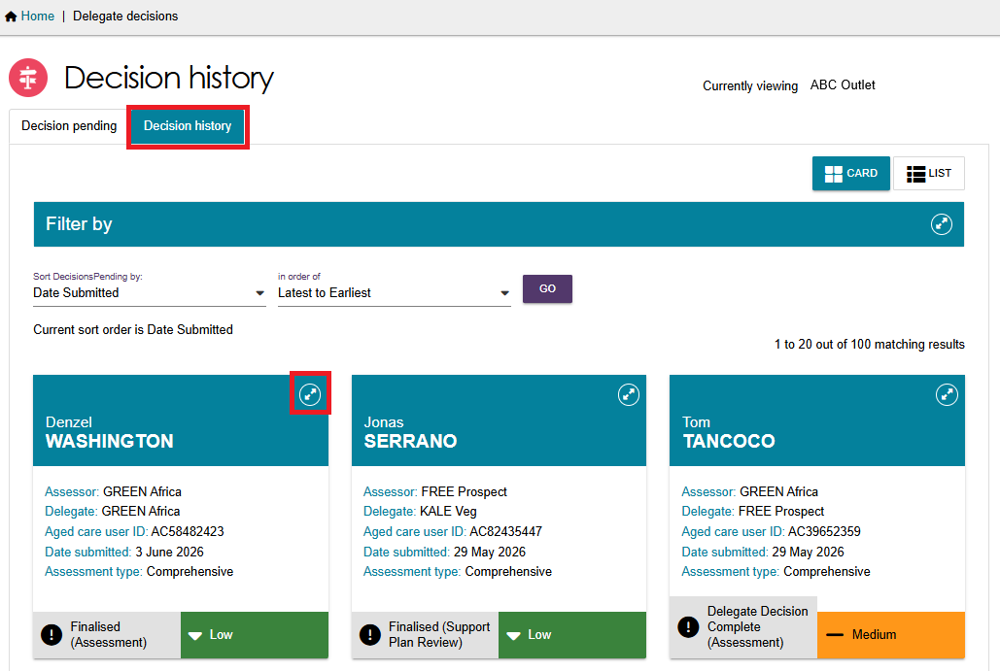 Home | Delegate decisions
Decision history
Currently viewing ABC Outlet
Decision pending
Decision history
CARD
LIST
Filter by
Sort DecisionsPending by:
Date Submitted
in order of
Latest to Earliest
GO
Current sort order is Date Submitted
1 to 20 out of 100 matching results
Denzel
WASHINGTON
Assessor: GREEN Africa
Delegate: GREEN Africa
Aged care user ID: AC58482423
Date submitted: 3 June 2026
Assessment type: Comprehensive
Finalised
(Assessment)
Low
Jonas
SERRANO
Assessor: FREE Prospect
Delegate: KALE Veg
Aged care user ID: AC82435447
Date submitted: 29 May 2026
Assessment type: Comprehensive
Finalised (Support
Plan Review)
Low
Tom
TANCOCO
Assessor: GREEN Africa
Delegate: FREE Prospect
Aged care user ID: AC39652359
Date submitted: 29 May 2026
Assessment type: Comprehensive
Delegate Decision
Complete
(Assessment)
Medium